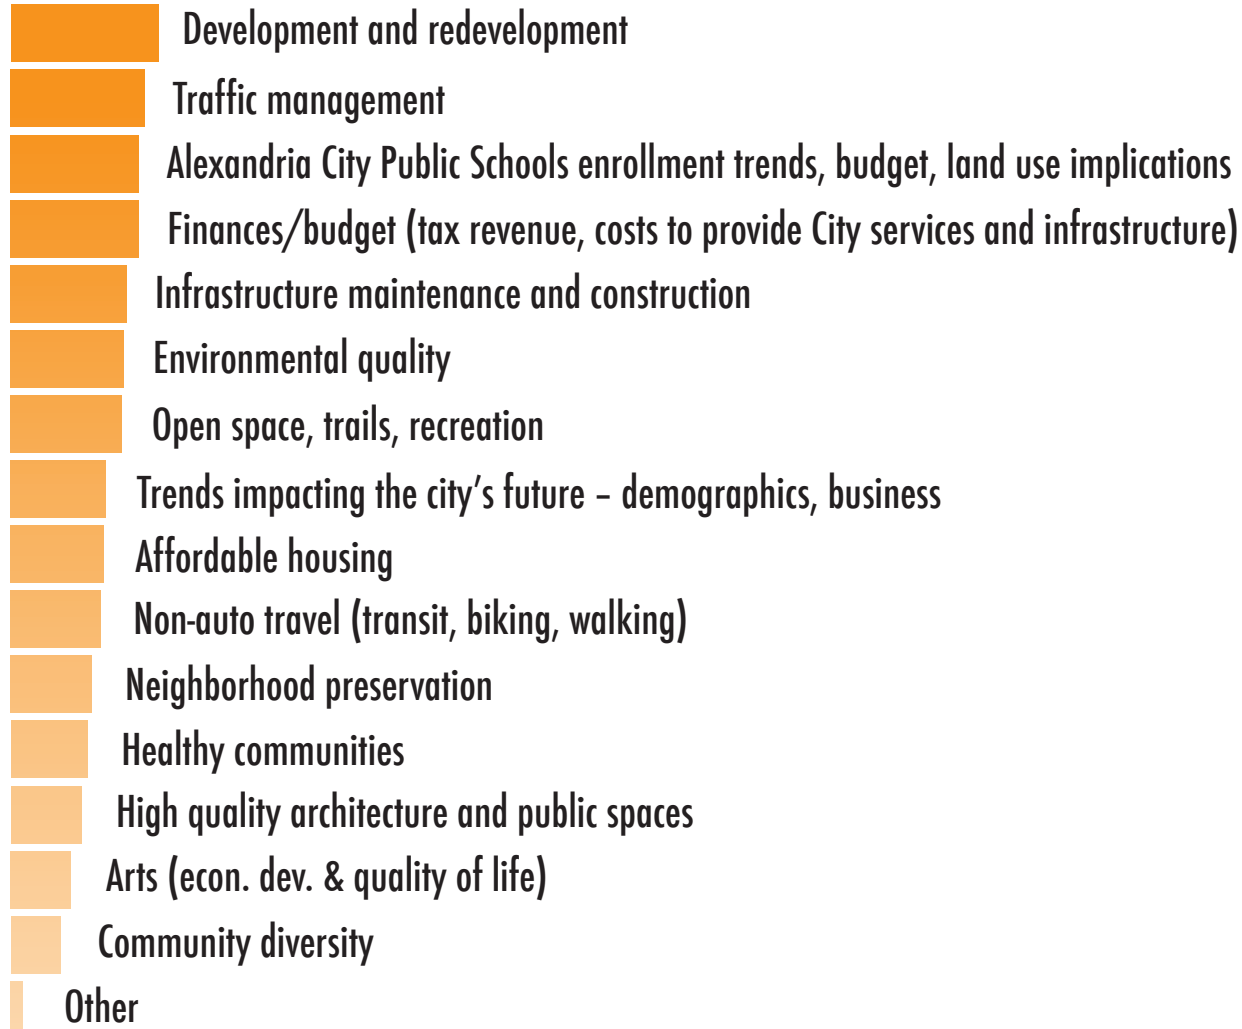 Development and redevelopment
Traffic management
Alexandria City Public Schools enrollment trends, budget, land use implications
Finances/budget (tax revenue, costs to provide City services and infrastructure)
Infrastructure maintenance and construction
Environmental quality
Open space, trails, recreation
Trends impacting the city’s future – demographics, business
Affordable housing
Non-auto travel (transit, biking, walking)
Neighborhood preservation
Healthy communities
High quality architecture and public spaces
Arts (econ. dev. & quality of life)
Community diversity
Other